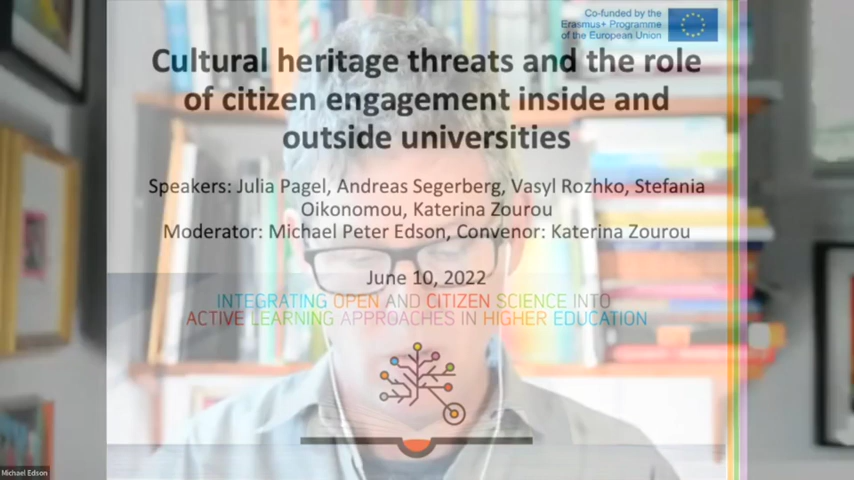 Co-funded by the
Erasmus+ Programme
of the European Union
Cultural heritage threats and the role
of citizen engagement inside and
outside universities
Speakers: Julia Pagel, Andreas Segerberg, Vasyl Rozhko, Stefania
Oikonomou, Katerina Zourou
Moderator: Michael Peter Edson, Convenor: Katerina Zourou
June 10, 2022
INTEGRATING OPEN AND CITIZEN SCIENCE INTO
ACTIVE LEARNING APPROACHES IN HIGHER EDUCATION
Michael Edson